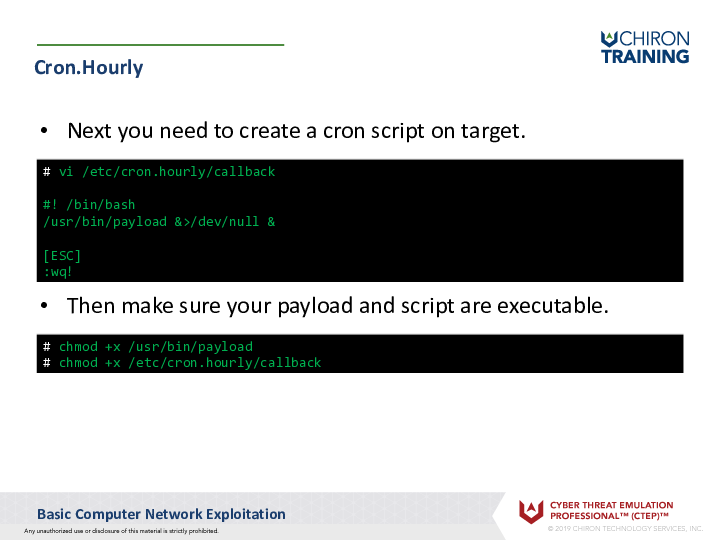 CHIRON
TRAINING
Cron.Hourly
• Next you need to create a cron script on target.
# vi /etc/cron.hourly/callback
#! /bin/bash
/usr/bin/payload &>/dev/null &
[ESC]
:wq!
• Then make sure your payload and script are executable.
# chmod +x /usr/bin/payload
# chmod +x /etc/cron.hourly/callback
Basic Computer Network Exploitation
Any unauthorized use or disclosure of this material is strictly prohibited.
CYBER THREAT EMULATION
PROFESSIONAL™ (CTEP)™
© 2019 CHIRON TECHNOLOGY SERVICES, INC.